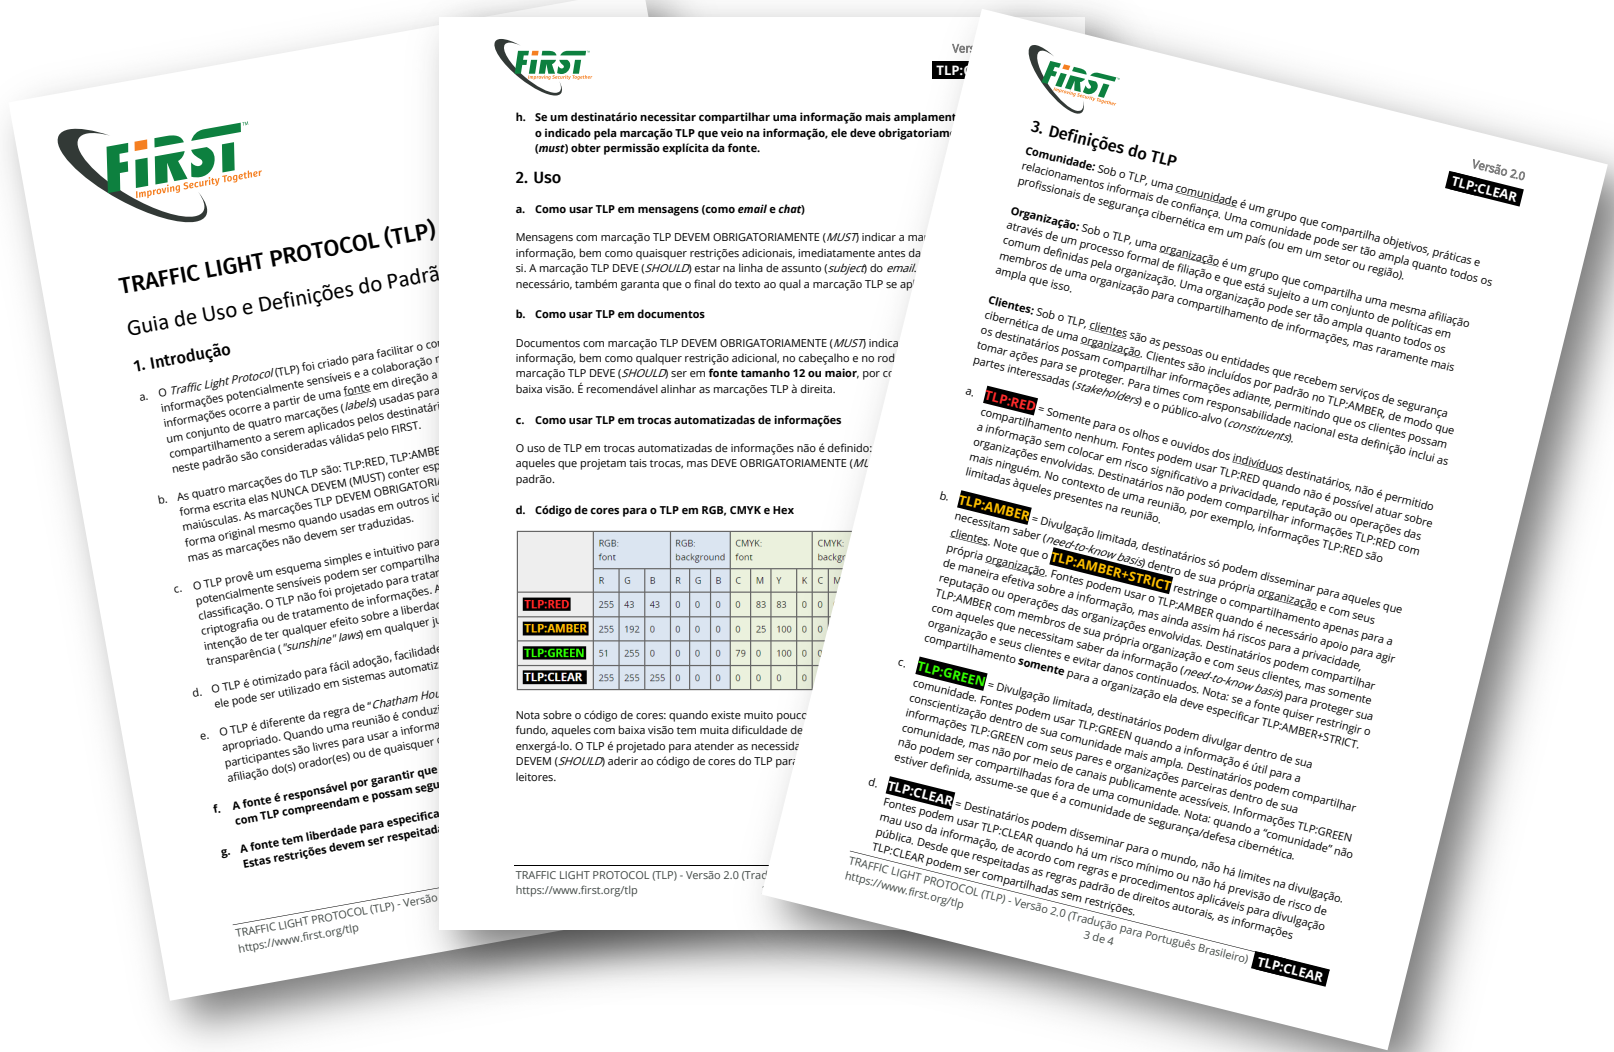 FiRST
Improving Security Together
TRAFFIC LIGHT PROTOCOL (TLP)
Guia de Uso e Definições do Padrã
1. Introdução
a. O Traffic Light Protocol (TLP) foi criado para facilitar o
informações potencialmente sensíveis e a colaboração
informações ocorre a partir de uma fonte em direção a
um conjunto de quatro marcações (labels) usadas para
compartilhamento a serem aplicados pelos
neste padrão são consideradas válidas pelo FIRST.
b. As quatro marcações do TLP são: TLP:RED, TLP:AMBE
forma escrita elas NUNCA DEVEM (MUST) conter
maiúsculas. As marcações TLP DEVEM
forma original mesmo quando usadas em outros
mas as marcações não devem ser traduzidas.
c. O TLP provê um esquema simples e intuitivo para
potencialmente sensíveis podem ser
classificação. O TLP não foi projetado para
criptografia ou de tratamento de informações.
intenção de ter qualquer efeito sobre a
transparência ("sunshine" laws) em qualquer
d. O TLP é otimizado para fácil adoção,
ele pode ser utilizado em sistemas
e. O TLP é diferente da regra de "Chatham
apropriado. Quando uma reunião é
participantes são livres para usar a
afiliação do(s) orador(es) ou de quaisquer
f. A fonte é responsável por garantir que
com TLP compreendam e possam
g. A fonte tem liberdade para
Estas restrições devem ser
TRAFFIC LIGHT PROTOCOL (TLP) - Versão
https://www.first.org/tlp
FiRST
Improving Security Together
h. Se um destinatário necessitar compartilhar uma informação mais
o indicado pela marcação TLP que veio na informação, ele deve
(must) obter permissão explícita da fonte.
2. Uso
a. Como usar TLP em mensagens (como email e chat)
Mensagens com marcação TLP DEVEM OBRIGATORIAMENTE (MUST) indicar a
informação, bem como quaisquer restrições adicionais, imediatamente antes da
si. A marcação TLP DEVE (SHOULD) estar na linha de assunto (subject) do email.
necessário, também garanta que o final do texto ao qual a marcação TLP se
b. Como usar TLP em documentos
Documentos com marcação TLP DEVEM OBRIGATORIAMENTE (MUST)
informação, bem como qualquer restrição adicional, no cabeçalho e no
marcação TLP DEVE (SHOULD) ser em fonte tamanho 12 ou maior, por
baixa visão. É recomendável alinhar as marcações TLP à direita.
c. Como usar TLP em trocas automatizadas de informações
O uso de TLP em trocas automatizadas de informações não é definido:
aqueles que projetam tais trocas, mas DEVE OBRIGATORIAMENTE
padrão.
d. Código de cores para o TLP em RGB, CMYK e Hex
RGB: font RGB: background CMYK: font CMYK:
R G B R G B C M Y K C
TLP:RED 255 43 43 0 0 0 0 83 83 0 0
TLP:AMBER 255 192 0 0 0 0 0 25 100 0 0
TLP:GREEN 51 255 0 0 0 0 79 0 100 0
TLP:CLEAR 255 255 255 0 0 0 0 0 0 0
Nota sobre o código de cores: quando existe muito pouco
fundo, aqueles com baixa visão tem muita dificuldade de
enxergá-lo. O TLP é projetado para atender as
DEVEM (SHOULD) aderir ao código de cores do TLP para
leitores.
TRAFFIC LIGHT PROTOCOL (TLP) - Versão 2.0
https://www.first.org/tlp
FiRST
Improving Security Together
Versão 2.0
TLP:CLEAR
3. Definições do TLP
Comunidade: Sob o TLP, uma comunidade é um grupo que compartilha objetivos, práticas e
relacionamentos informais de confiança. Uma comunidade pode ser tão ampla quanto todos os
profissionais de segurança cibernética em um país (ou em um setor ou região).
Organização: Sob o TLP, uma organização é um grupo que compartilha uma mesma afiliação
através de um processo formal de filiação e que está sujeito a um conjunto de políticas em
comum definidas pela organização. Uma organização pode ser tão ampla quanto todos os
membros de uma organização para compartilhamento de informações, mas raramente mais
ampla que isso.
Clientes: Sob o TLP, clientes são as pessoas ou entidades que recebem serviços de segurança
cibernética de uma organização. Clientes são incluídos por padrão no TLP:AMBER, de modo que
os destinatários possam compartilhar informações adiante, permitindo que os clientes possam
tomar ações para se proteger. Para times com responsabilidade nacional esta definição inclui as
partes interessadas (stakeholders) e o público-alvo (constituents).
a. TLP:RED = Somente para os olhos e ouvidos dos indivíduos destinatários, não é permitido
compartilhamento nenhum. Fontes podem usar TLP:RED quando não é possível atuar sobre
a informação sem colocar em risco significativo a privacidade, reputação ou operações das
organizações envolvidas. Destinatários não podem compartilhar informações TLP:RED com
mais ninguém. No contexto de uma reunião, por exemplo, informações TLP:RED são
limitadas àqueles presentes na reunião.
b. TLP:AMBER = Divulgação limitada, destinatários só podem disseminar para aqueles que
necessitam saber (need-to-know basis) dentro de sua própria organização e com seus
clientes. Note que o TLP:AMBER+STRICT restringe o compartilhamento apenas para a
própria organização. Fontes podem usar o TLP:AMBER quando é necessário apoio para agir
de maneira efetiva sobre a informação, mas ainda assim há riscos para a privacidade,
reputação ou operações das organizações envolvidas. Destinatários podem compartilhar
TLP:AMBER com membros de sua própria organização e com seus clientes, mas somente
com aqueles que necessitam saber da informação (need-to-know basis) para proteger sua
organização e seus clientes e evitar danos continuados. Nota: se a fonte quiser restringir o
compartilhamento somente para a organização ela deve especificar TLP:AMBER+STRICT.
c. TLP:GREEN = Divulgação limitada, destinatários podem divulgar dentro de sua
comunidade. Fontes podem usar TLP:GREEN quando a informação é útil para a
conscientização dentro de sua comunidade mais ampla. Destinatários podem compartilhar
informações TLP:GREEN com seus pares e organizações parceiras dentro de sua
comunidade, mas não por meio de canais publicamente acessíveis. Informações TLP:GREEN
não podem ser compartilhadas fora de uma comunidade. Nota: quando a "comunidade" não
estiver definida, assume-se que é a comunidade de segurança/defesa cibernética.
d. TLP:CLEAR = Destinatários podem disseminar para o mundo, não há limites na divulgação.
Fontes podem usar TLP:CLEAR quando há um risco mínimo ou não há previsão de risco de
mau uso da informação, de acordo com regras e procedimentos aplicáveis para divulgação
pública. Desde que respeitadas as regras padrão de direitos autorais, as informações
TLP:CLEAR podem ser compartilhadas sem restrições.
TRAFFIC LIGHT PROTOCOL (TLP) - Versão 2.0 (Tradução para Português Brasileiro) TLP:CLEAR
https://www.first.org/tlp
3 de 4